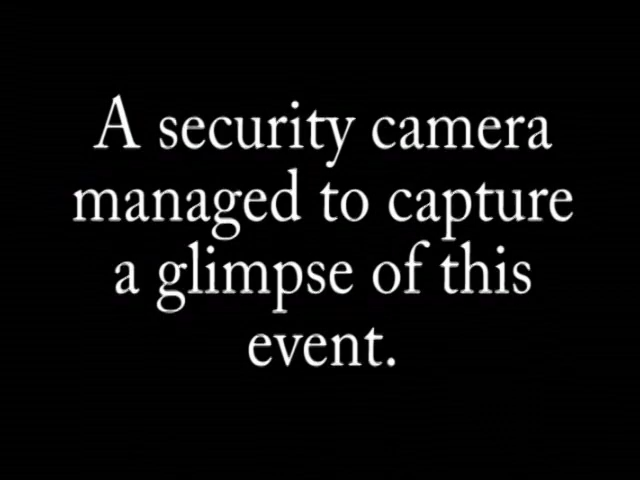 A security camera
managed to capture
a glimpse of this
event.